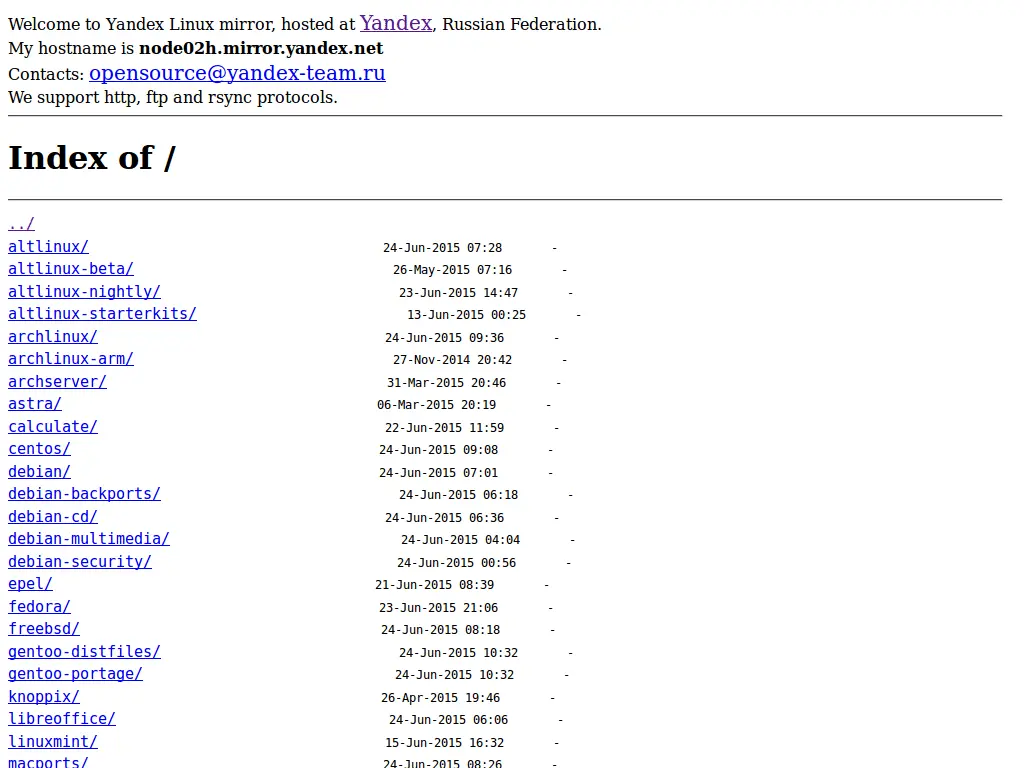 Welcome to Yandex Linux mirror, hosted at Yandex, Russian Federation.
My hostname is node02h.mirror.yandex.net
Contacts: opensource@yandex-team.ru
We support http, ftp and rsync protocols.
Index of /
../
altlinux/ 24-Jun-2015 07:28 -
altlinux-beta/ 26-May-2015 07:16 -
altlinux-nightly/ 23-Jun-2015 14:47 -
altlinux-starterkits/ 13-Jun-2015 00:25 -
archlinux/ 24-Jun-2015 09:36 -
archlinux-arm/ 27-Nov-2014 20:42 -
archserver/ 31-Mar-2015 20:46 -
astra/ 06-Mar-2015 20:19 -
calculate/ 22-Jun-2015 11:59 -
centos/ 24-Jun-2015 09:08 -
debian/ 24-Jun-2015 07:01 -
debian-backports/ 24-Jun-2015 06:18 -
debian-cd/ 24-Jun-2015 06:36 -
debian-multimedia/ 24-Jun-2015 04:04 -
debian-security/ 24-Jun-2015 00:56 -
epel/ 21-Jun-2015 08:39 -
fedora/ 23-Jun-2015 21:06 -
freebsd/ 24-Jun-2015 08:18 -
gentoo-distfiles/ 24-Jun-2015 10:32 -
gentoo-portage/ 24-Jun-2015 10:32 -
knoppix/ 26-Apr-2015 19:46 -
libreoffice/ 24-Jun-2015 06:06 -
linuxmint/ 15-Jun-2015 16:32 -
macports/ 24-Jun-2015 08:26 -